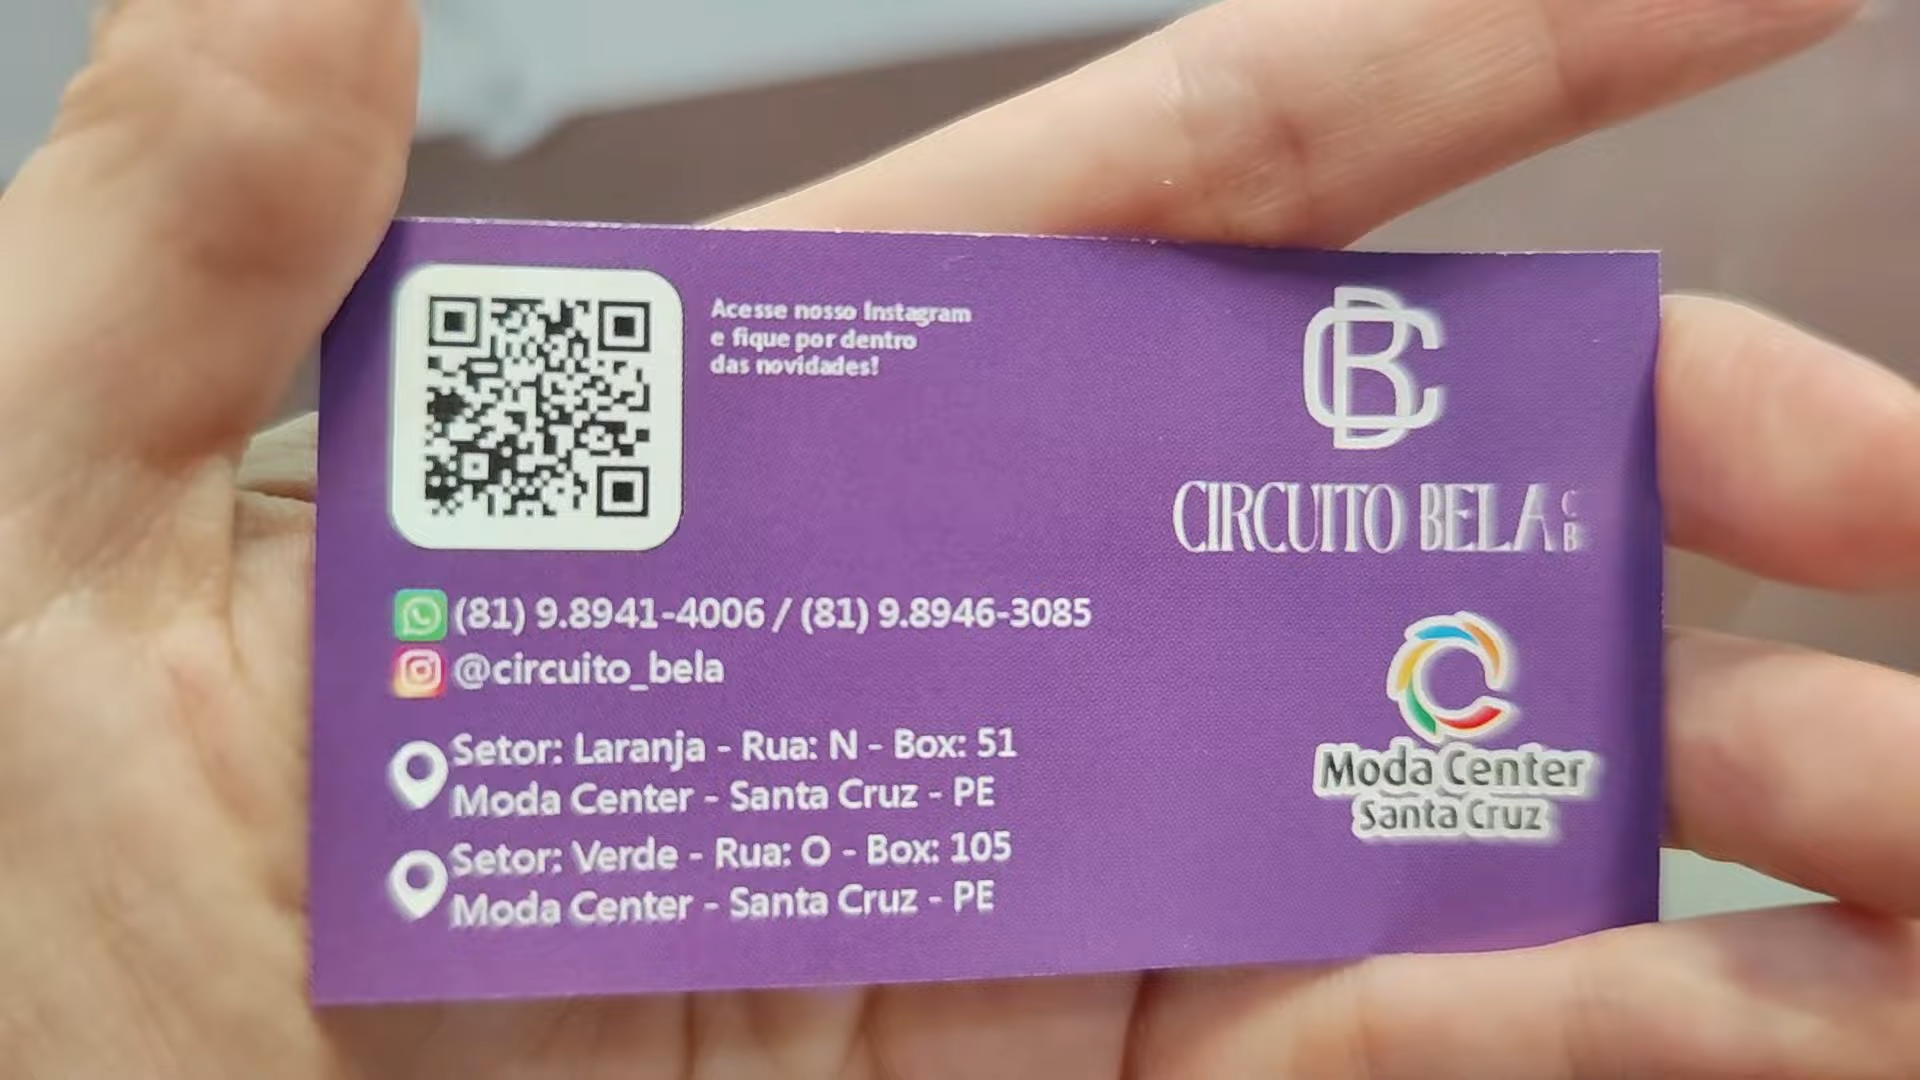 Acesse nosso Instagram
e fique por dentro
das novidades!
CB
CIRCUITO BELA CB
(81) 9.8941-4006 / (81) 9.8946-3085
@circuito_bela
Setor: Laranja - Rua: N - Box: 51
Moda Center - Santa Cruz - PE
Setor: Verde - Rua: O - Box: 105
Moda Center - Santa Cruz - PE
Moda Center
Santa Cruz